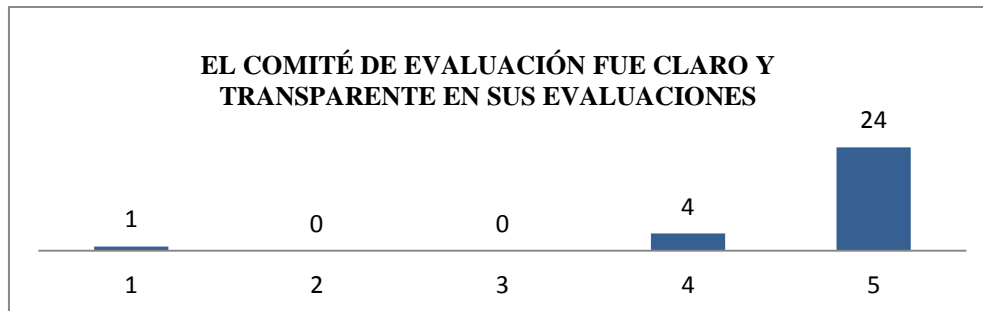 EL COMITÉ DE EVALUACIÓN FUE CLARO Y
TRANSPARENTE EN SUS EVALUACIONES
24
1 0 0 4
1 2 3 4 5